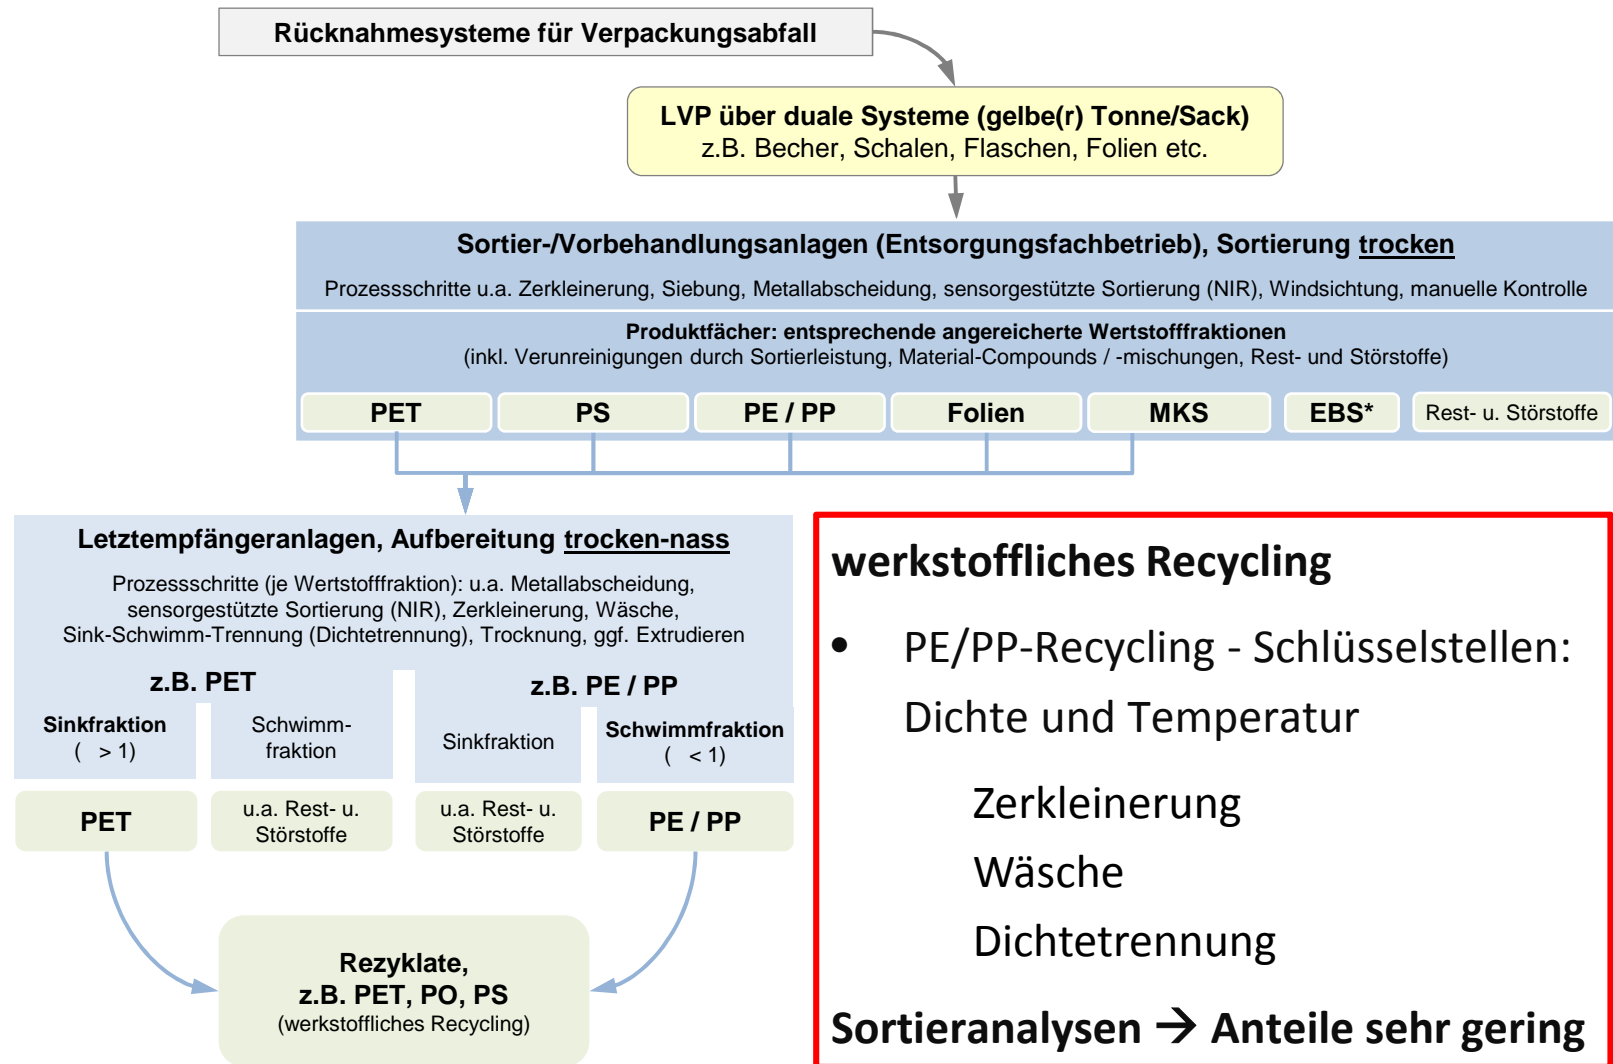 Rücknahmesysteme für Verpackungsabfall
LVP über duale Systeme (gelbe(r) Tonne/Sack)
z.B. Becher, Schalen, Flaschen, Folien etc.
Sortier-/Vorbehandlungsanlagen (Entsorgungsfachbetrieb), Sortierung trocken
Prozessschritte u.a. Zerkleinerung, Siebung, Metallabscheidung, sensorgestützte Sortierung (NIR), Windsichtung, manuelle Kontrolle
Produktfächer: entsprechende angereicherte Wertstofffraktionen
(inkl. Verunreinigungen durch Sortierleistung, Material-Compounds / -mischungen, Rest- und Störstoffe)
PET
PS
PE / PP
Folien
MKS
EBS*
Rest- u. Störstoffe
Letztempfängeranlagen, Aufbereitung trocken-nass
Prozessschritte (je Wertstofffraktion): u.a. Metallabscheidung,
sensorgestützte Sortierung (NIR), Zerkleinerung, Wäsche,
Sink-Schwimm-Trennung (Dichtetrennung), Trocknung, ggf. Extrudieren
z.B. PET
z.B. PE / PP
Sinkfraktion
( > 1)
Schwimm-
fraktion
Sinkfraktion
Schwimmfraktion
( < 1)
PET
u.a. Rest- u.
Störstoffe
u.a. Rest- u.
Störstoffe
PE / PP
Rezyklate,
z.B. PET, PO, PS
(werkstoffliches Recycling)
werkstoffliches Recycling
• PE/PP-Recycling - Schlüsselstellen:
Dichte und Temperatur
Zerkleinerung
Wäsche
Dichtetrennung
Sortieranalysen → Anteile sehr gering